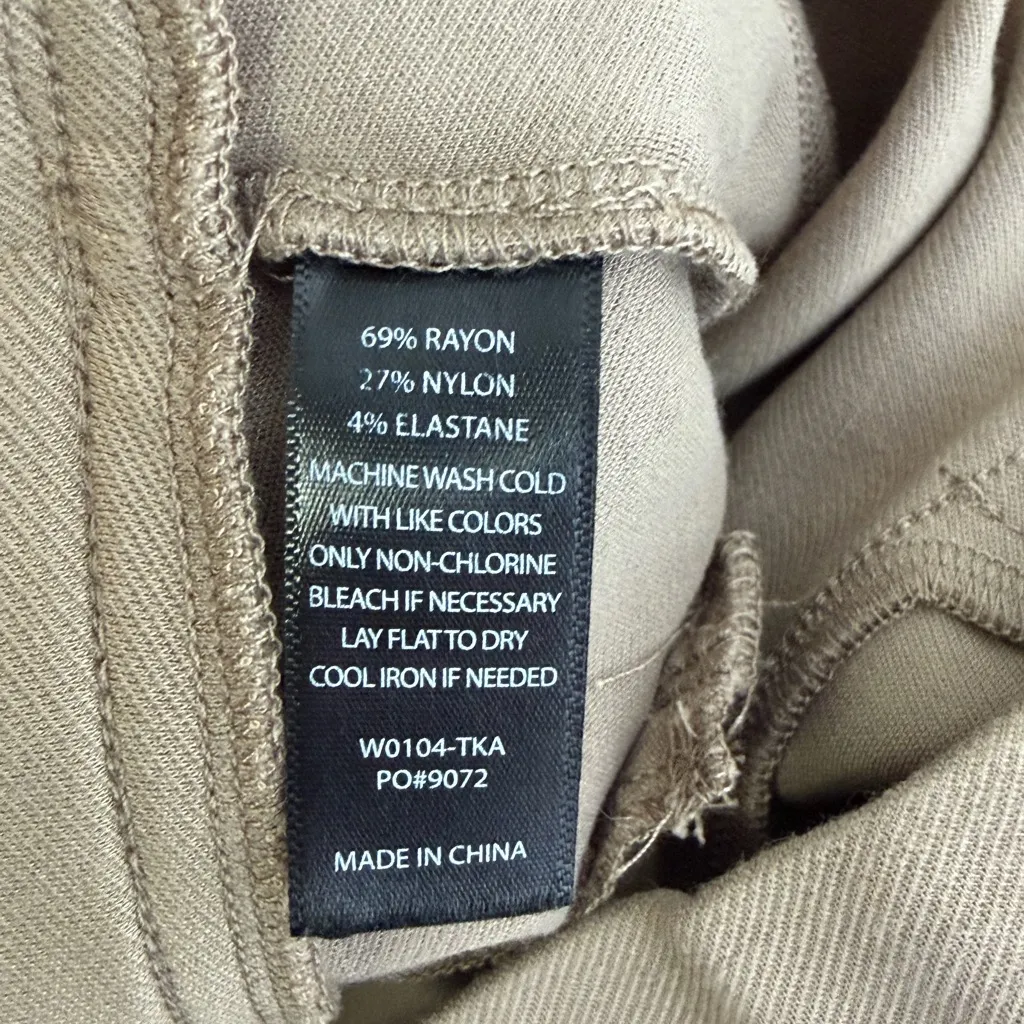 69% RAYON
27% NYLON
4% ELASTANE
MACHINE WASH COLD
WITH LIKE COLORS
ONLY NON-CHLORINE
BLEACH IF NECESSARY
LAY FLAT TO DRY
COOL IRON IF NEEDED
W0104-TKA
PO#9072
MADE IN CHINA